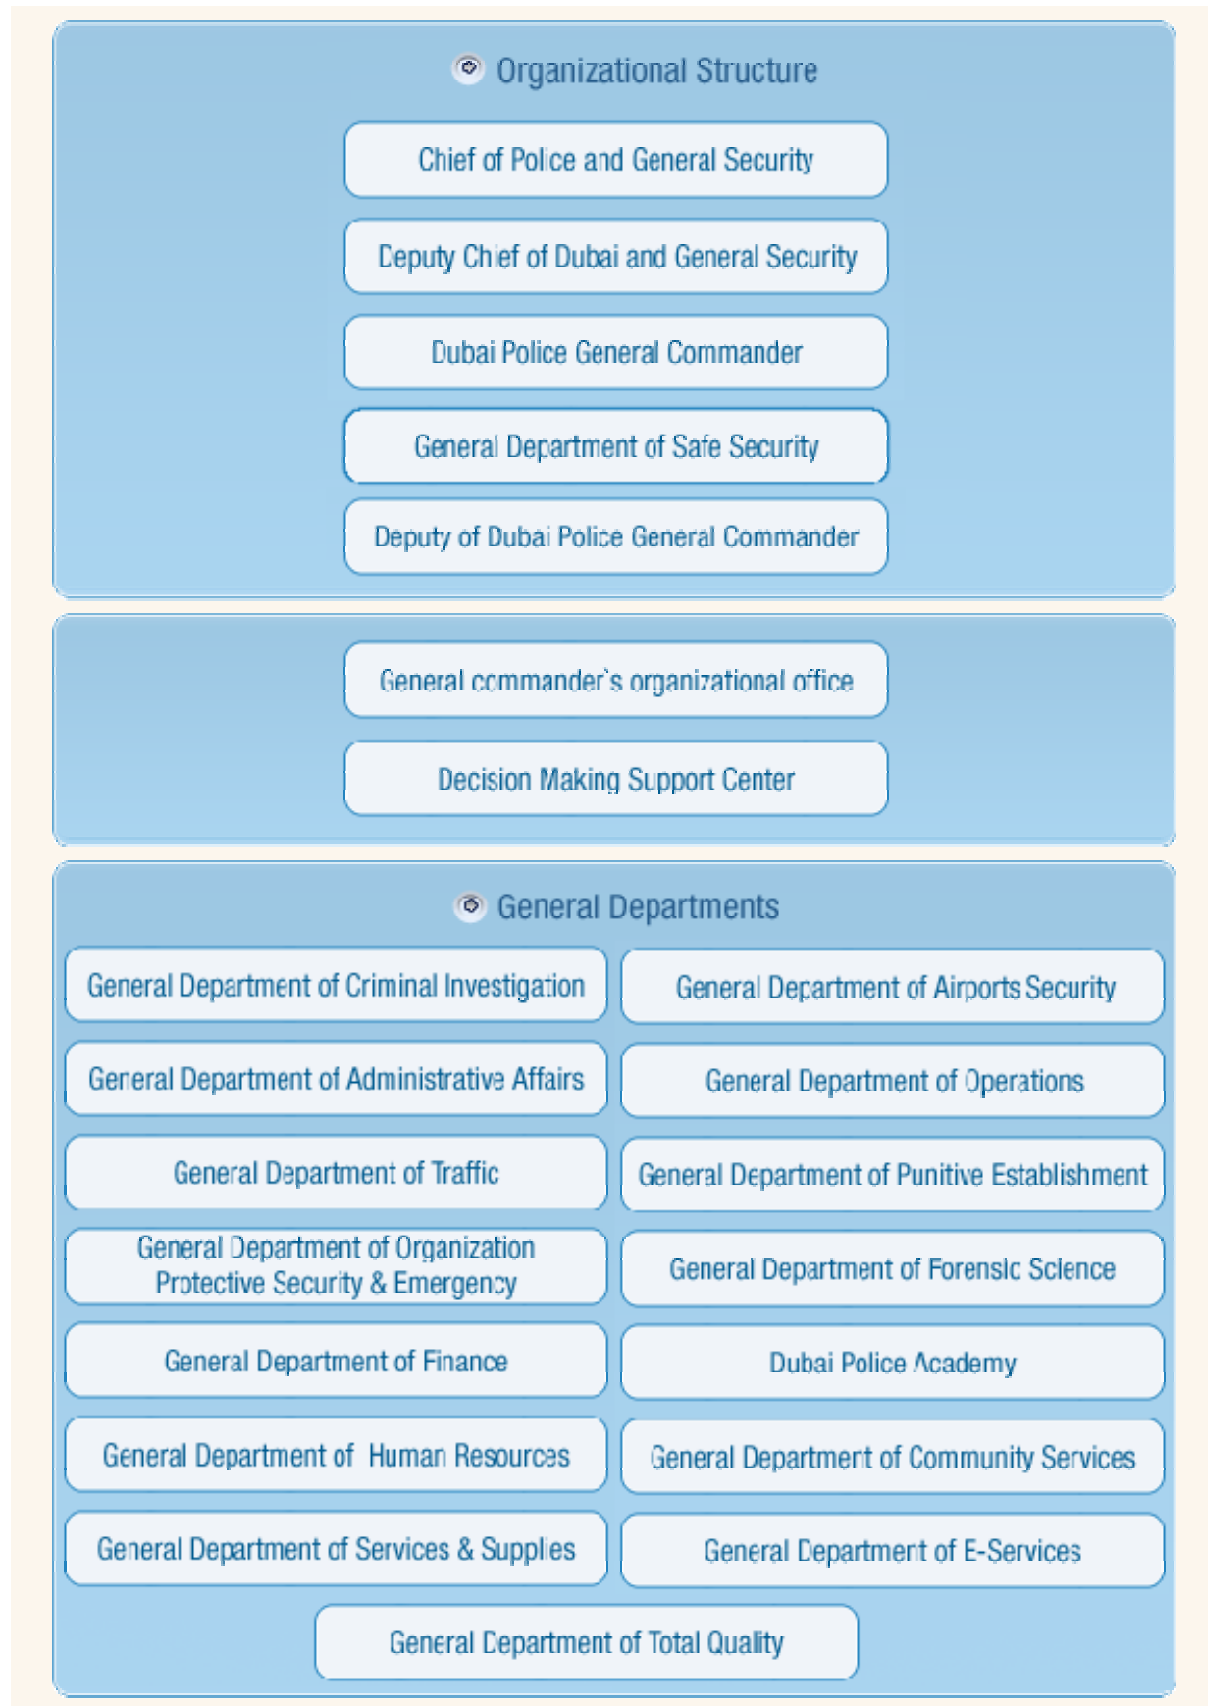 Organizational Structure
Chief of Police and General Security
Deputy Chief of Dubai and General Security
Dubai Police General Commander
General Department of Safe Security
Deputy of Dubai Police General Commander
General commander`s organizational office
Decision Making Support Center
General Departments
General Department of Criminal Investigation
General Department of Airports Security
General Department of Administrative Affairs
General Department of Operations
General Department of Traffic
General Department of Punitive Establishment
General Department of Organization
Protective Security & Emergency
General Department of Forensic Science
General Department of Finance
Dubai Police Academy
General Department of Human Resources
General Department of Community Services
General Department of Services & Supplies
General Department of E-Services
General Department of Total Quality